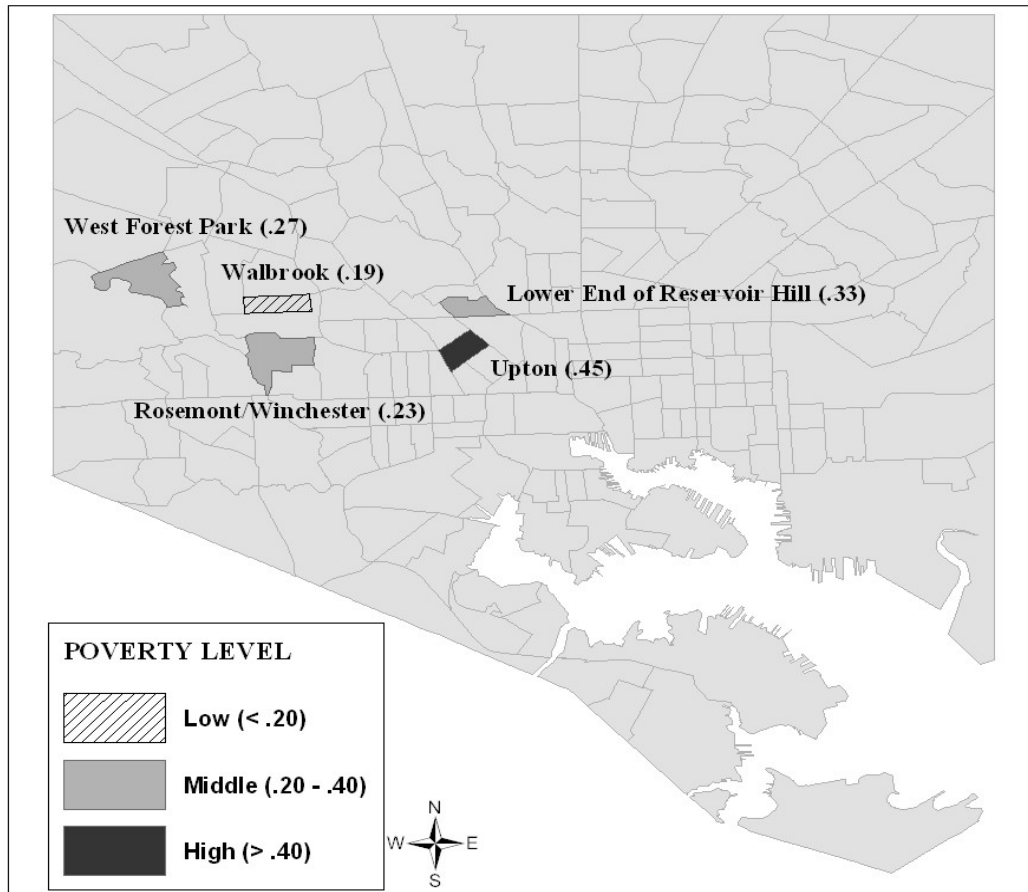 West Forest Park (.27)
Walbrook (.19)
Lower End of Reservoir Hill (.33)
Upton (.45)
Rosemont/Winchester (.23)
POVERTY LEVEL
Low (< .20)
Middle (.20 - .40)
High (> .40)
N
W
E
S